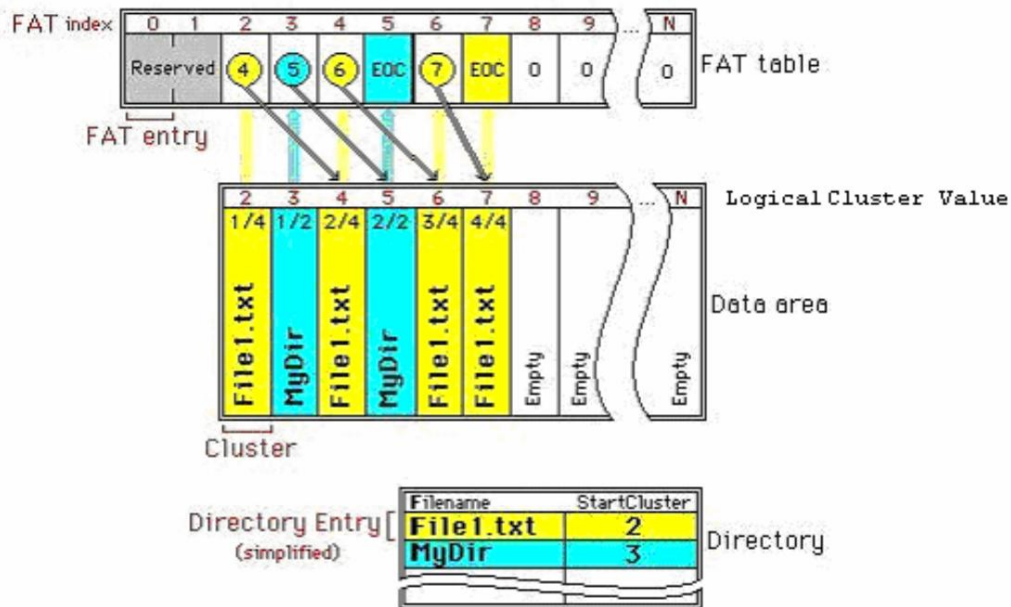 FAT index 0 1 2 3 4 5 6 7 8 9 ... N
Reserved 4 5 6 EOC 7 EOC 0 0 0 FAT table
FAT entry
2 3 4 5 6 7 8 9 ... N Logical Cluster Value
1/4 1/2 2/4 2/2 3/4 4/4
File1.txt MyDir File1.txt MyDir File1.txt File1.txt Empty Empty Empty Data area
Cluster
Filename StartCluster
Directory Entry File1.txt 2
(simplified) MyDir 3 Directory